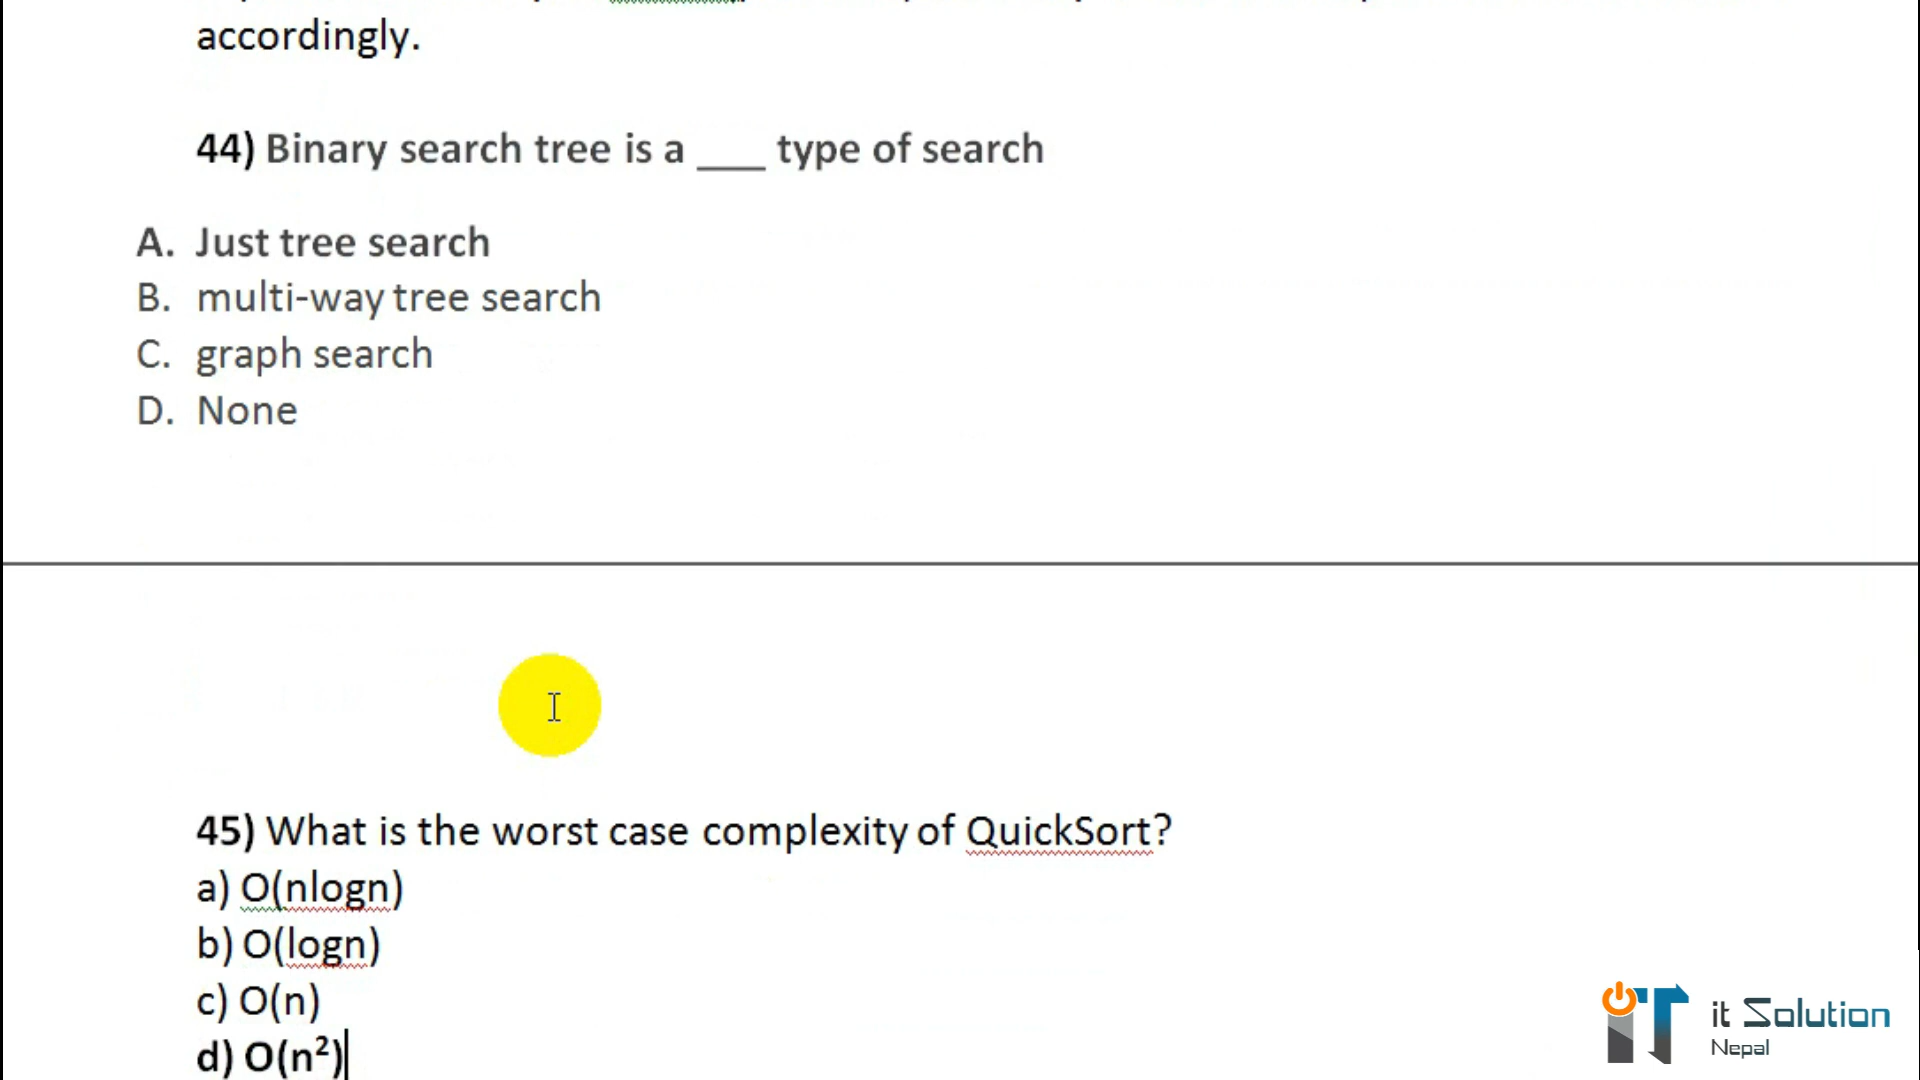 accordingly.
44) Binary search tree is a ___ type of search
A. Just tree search
B. multi-way tree search
C. graph search
D. None
45) What is the worst case complexity of QuickSort?
a) O(nlogn)
b) O(logn)
c) O(n)
d) O(n²)
it Solution
Nepal